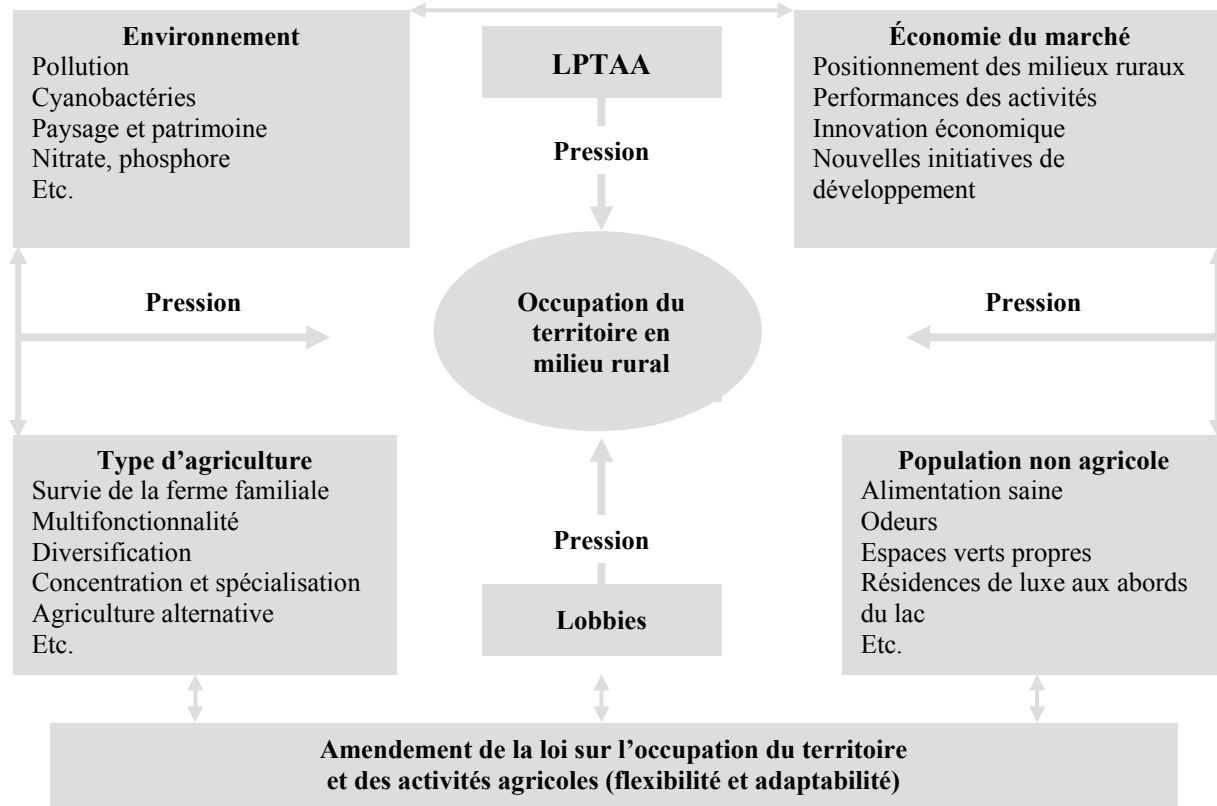 Environnement
Pollution
Cyanobactéries
Paysage et patrimoine
Nitrate, phosphore
Etc.
LPTAA
Pression
Économie du marché
Positionnement des milieux ruraux
Performances des activités
Innovation économique
Nouvelles initiatives de
développement
Pression
Occupation du
territoire en
milieu rural
Pression
Type d’agriculture
Survie de la ferme familiale
Multifonctionnalité
Diversification
Concentration et spécialisation
Agriculture alternative
Etc.
Pression
Lobbies
Population non agricole
Alimentation saine
Odeurs
Espaces verts propres
Résidences de luxe aux abords
du lac
Etc.
Amendement de la loi sur l’occupation du territoire
et des activités agricoles (flexibilité et adaptabilité)